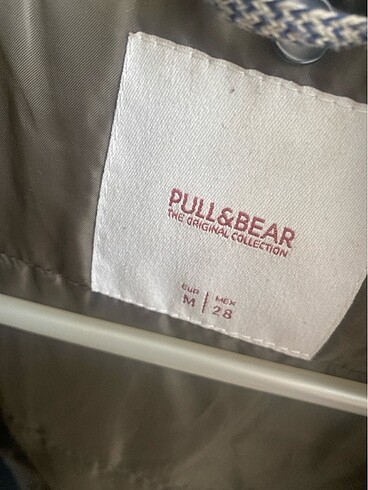 PULL&BEAR
THE ORIGINAL COLLECTION
EUR MEX
M | 28